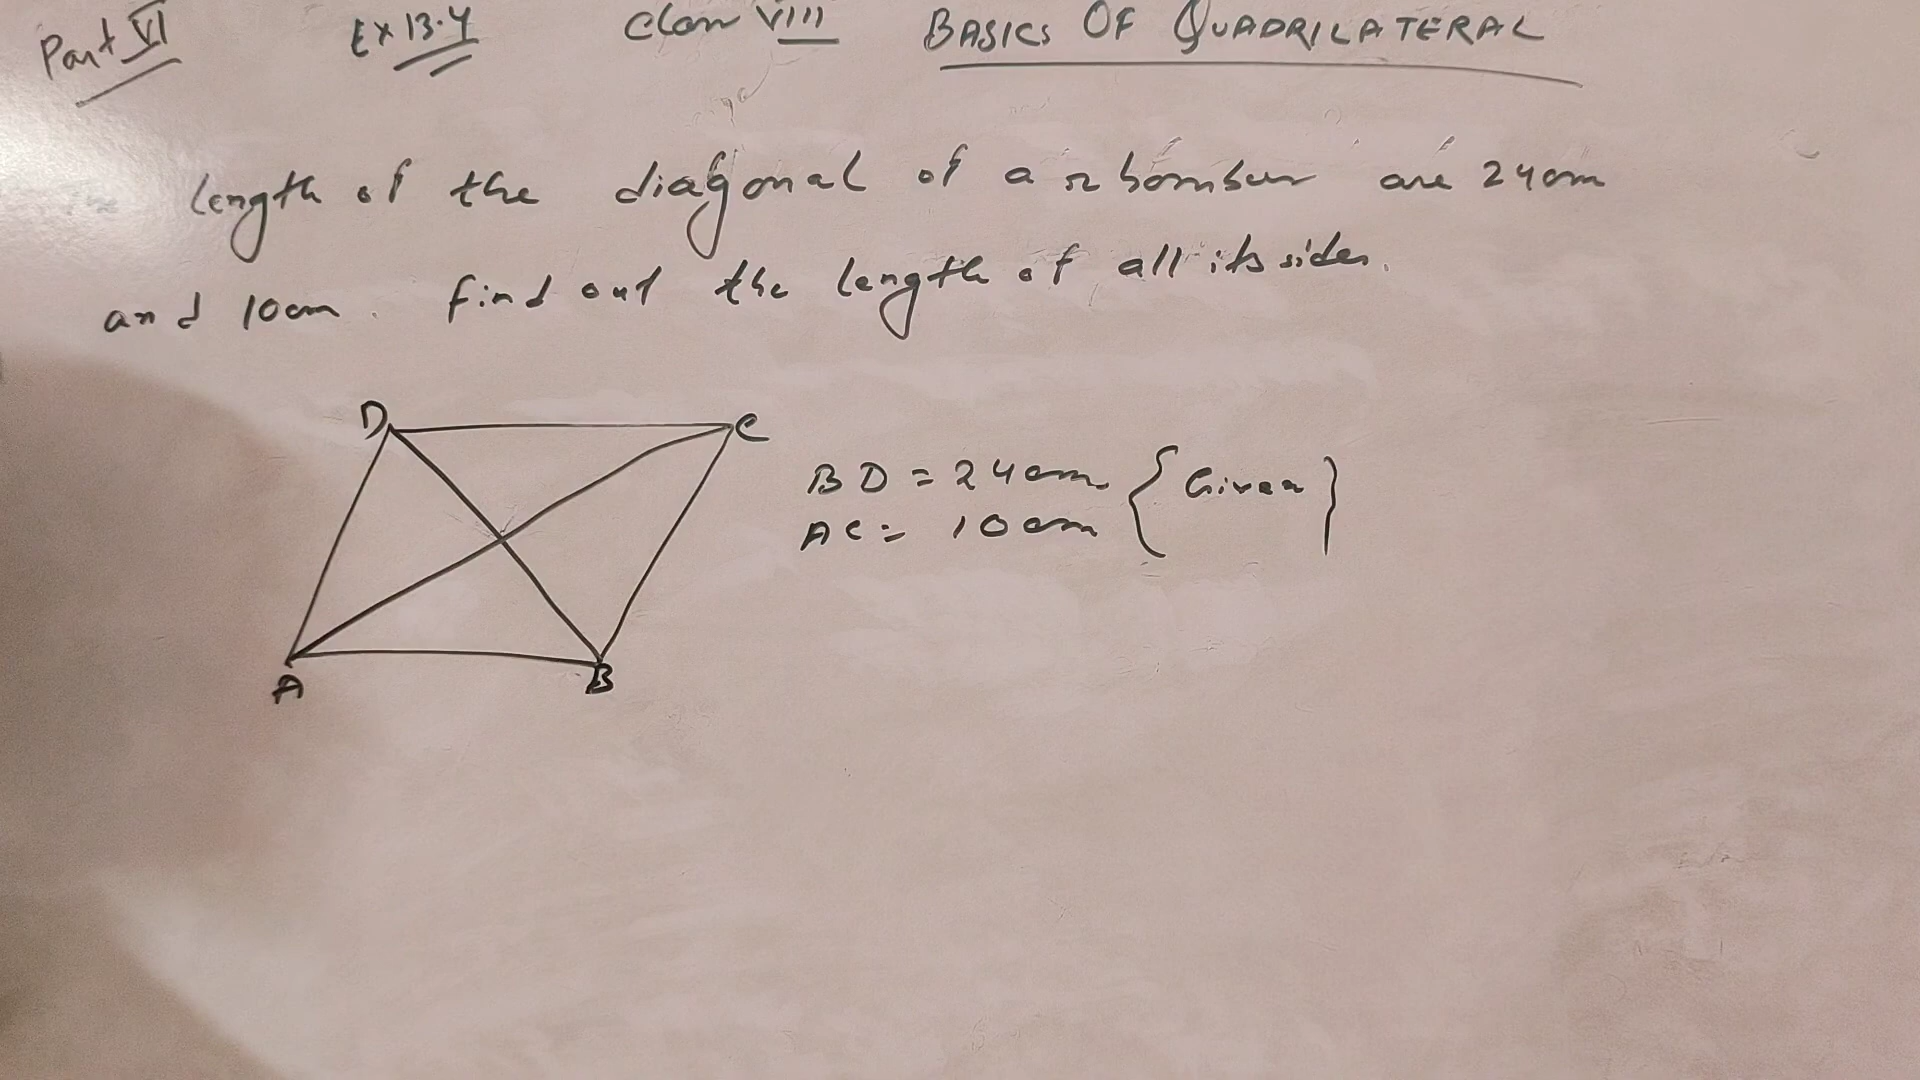 Part VI Ex 13.4 Class VIII BASICS OF QUADRILATERAL
length of the diagonal of a rhombus are 24cm
and 10cm. find out the length of all its sides.
D C
BD = 24cm { Given }
AC = 10cm
A B